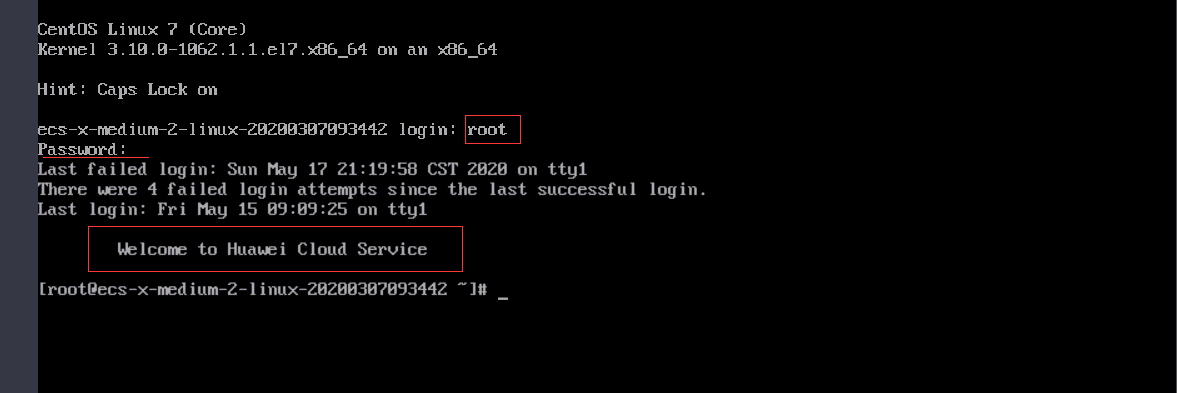 CentOS Linux 7 (Core)
Kernel 3.10.0-1062.1.1.el7.x86_64 on an x86_64
Hint: Caps Lock on
ecs-x-medium-2-linux-20200307093442 login: root
Password:
Last failed login: Sun May 17 21:19:58 CST 2020 on tty1
There were 4 failed login attempts since the last successful login.
Last login: Fri May 15 09:09:25 on tty1
Welcome to Huawei Cloud Service
[root@ecs-x-medium-2-linux-20200307093442 ~]# _